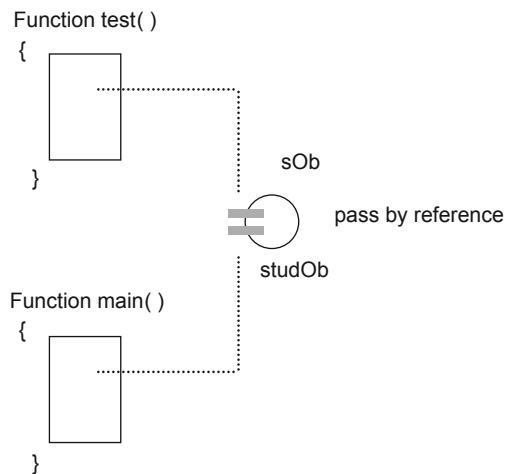 Function test( )
{
}
sOb
pass by reference
studOb
Function main( )
{
}